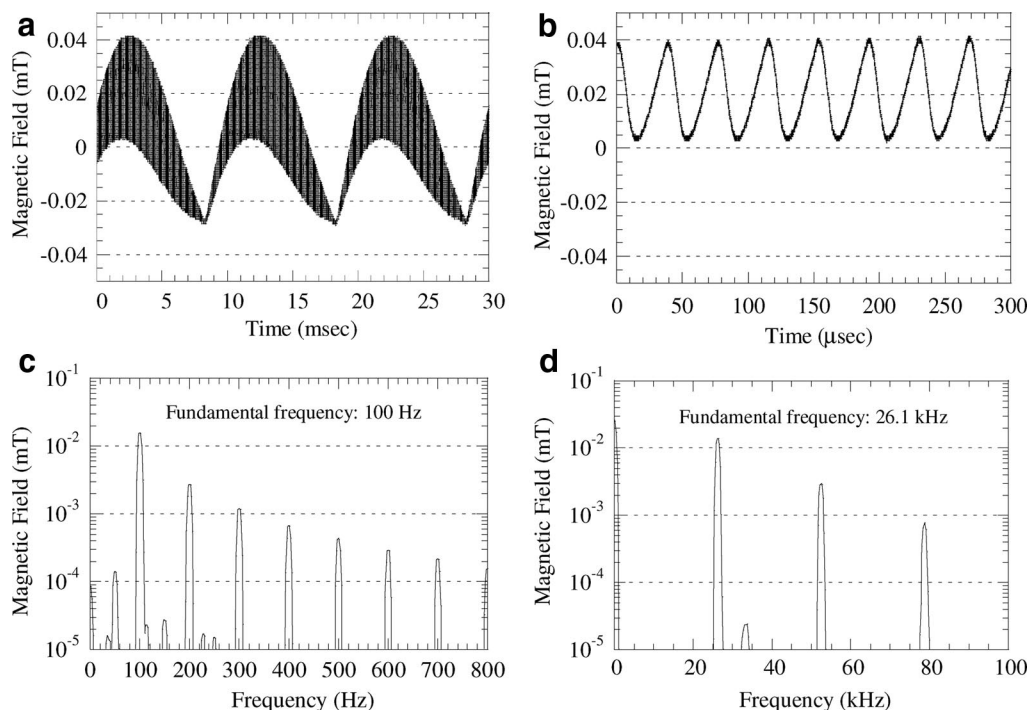 a
Magnetic Field (mT)
0.04
0.02
0
-0.02
-0.04
0 5 10 15 20 25 30
Time (msec)
b
Magnetic Field (mT)
0.04
0.02
0
-0.02
-0.04
0 50 100 150 200 250 300
Time (μsec)
c
Magnetic Field (mT)
10-1
10-2
10-3
10-4
10-5
Fundamental frequency: 100 Hz
0 100 200 300 400 500 600 700 800
Frequency (Hz)
d
Magnetic Field (mT)
10-1
10-2
10-3
10-4
10-5
Fundamental frequency: 26.1 kHz
0 20 40 60 80 100
Frequency (kHz)